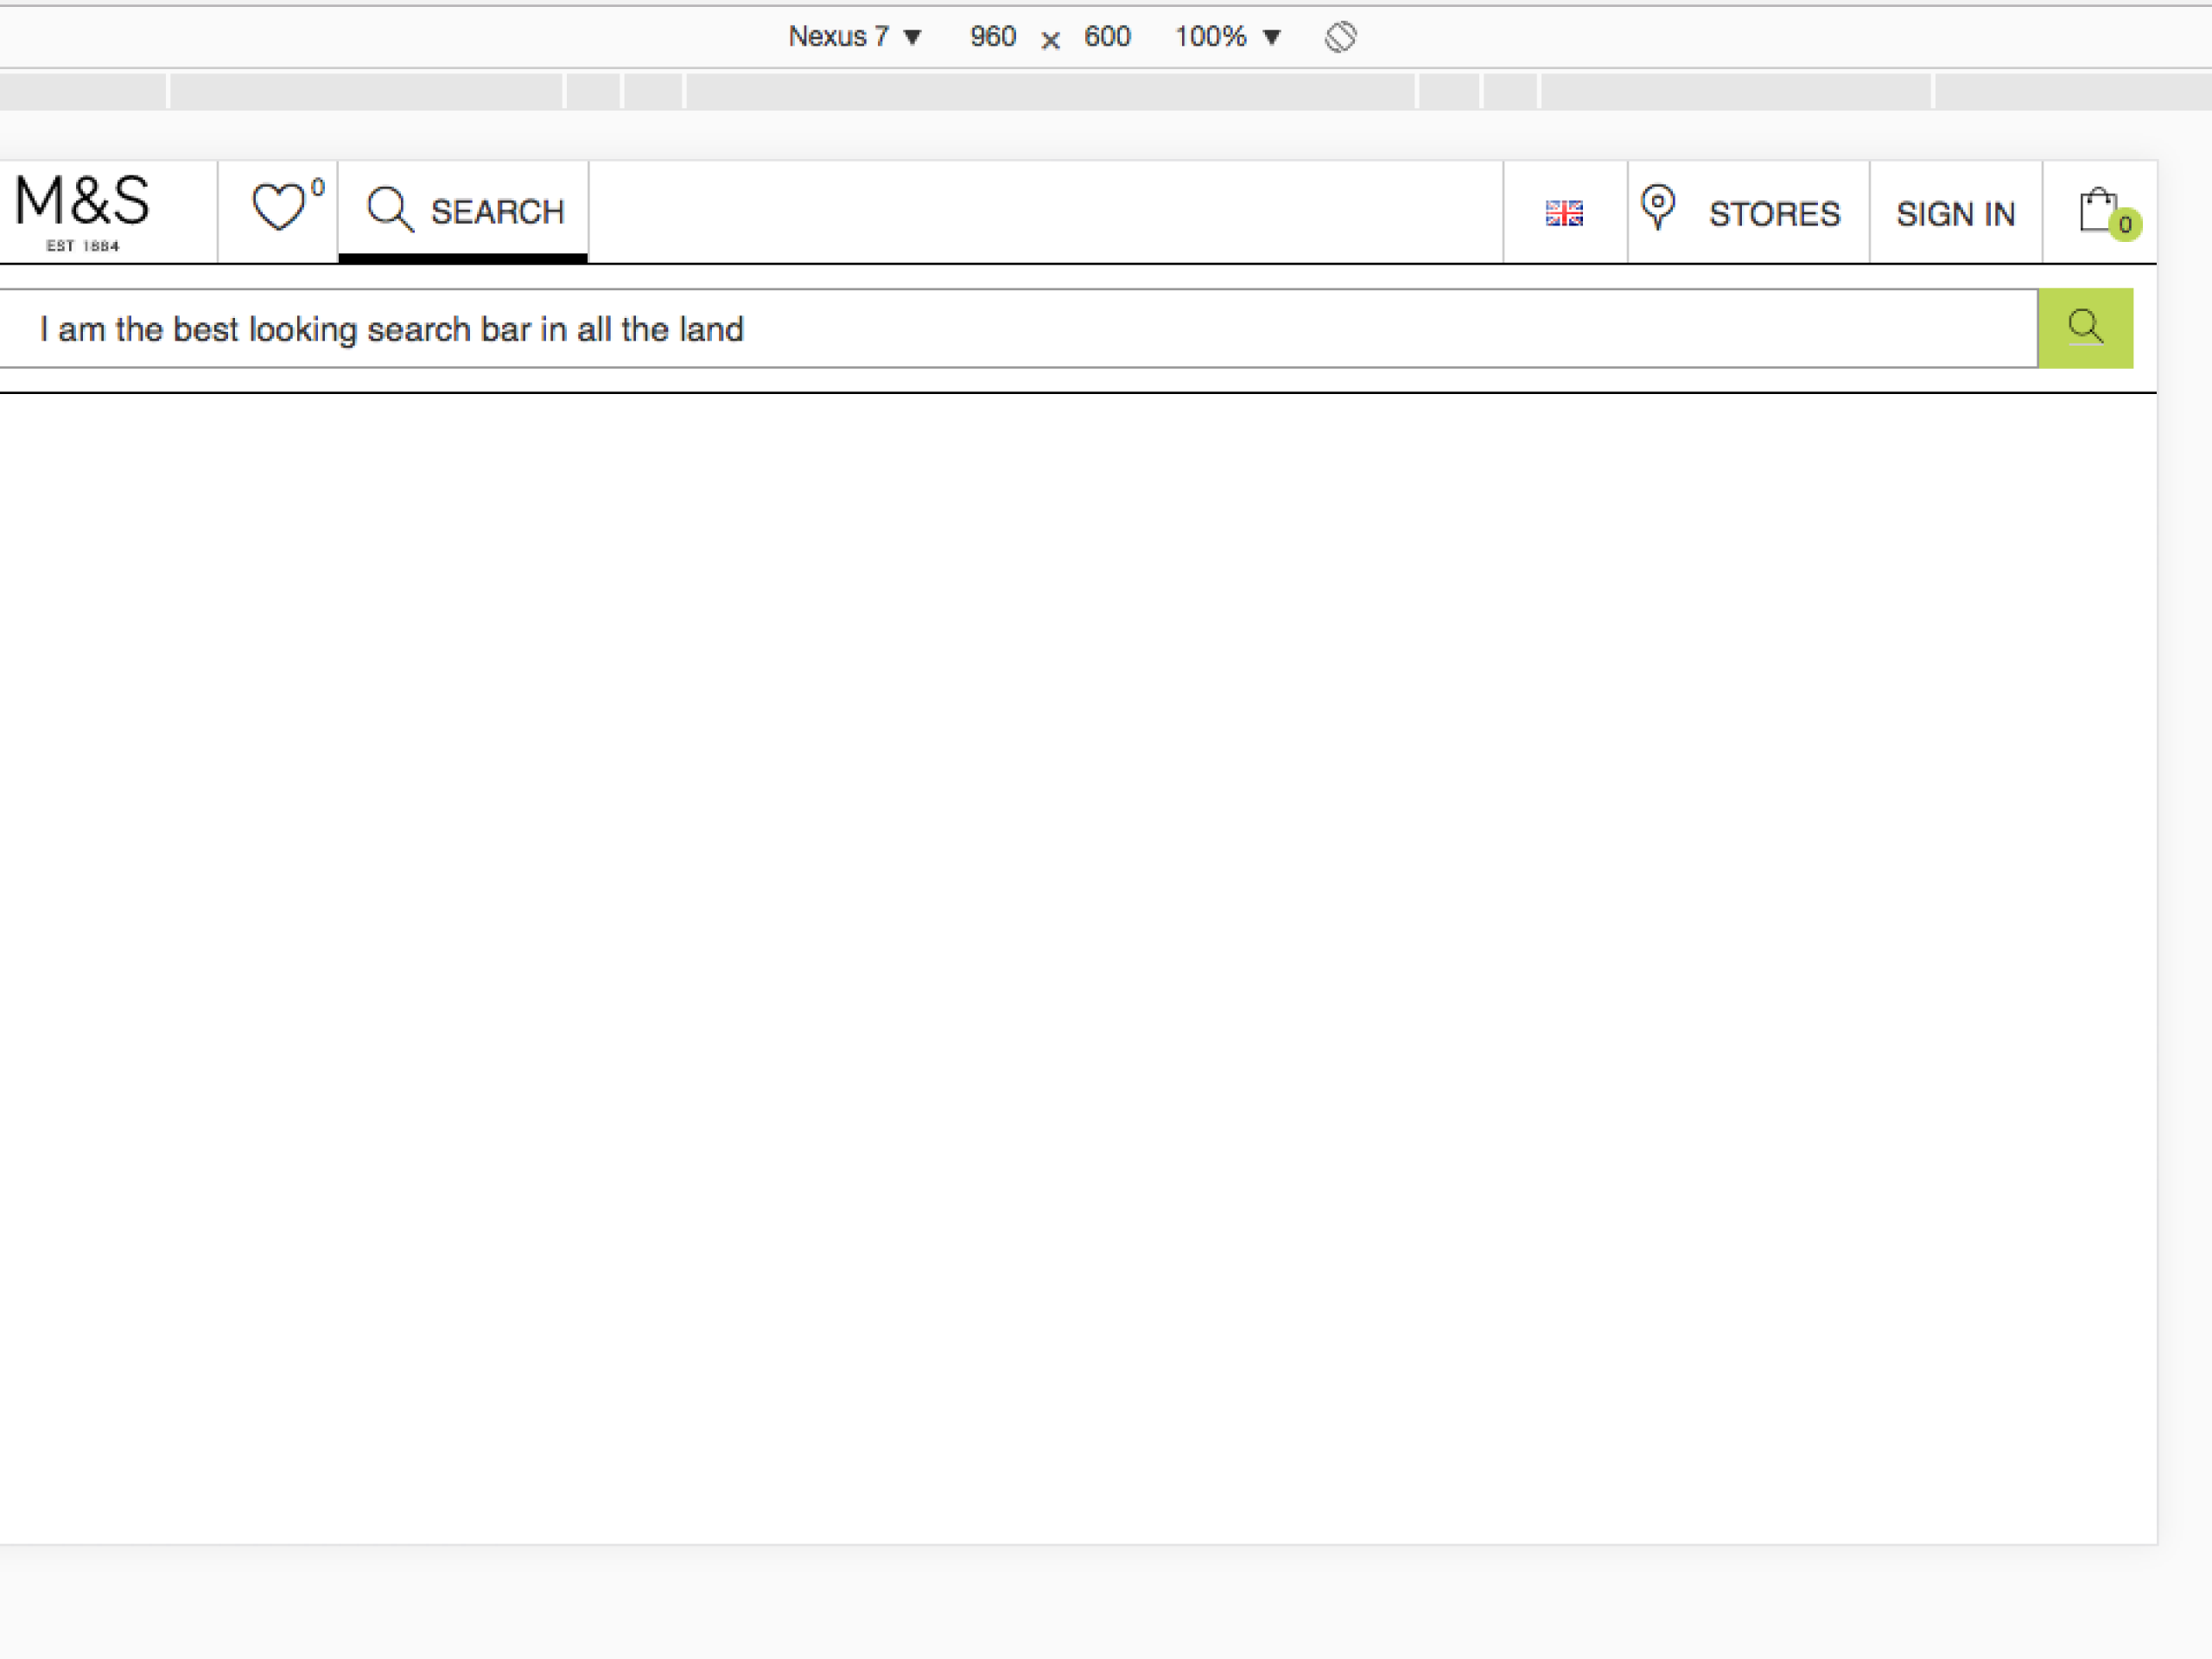 Nexus 7 ▼ 960 × 600 100% ▼
M&S
EST 1884
0
SEARCH
STORES
SIGN IN
0
I am the best looking search bar in all the land